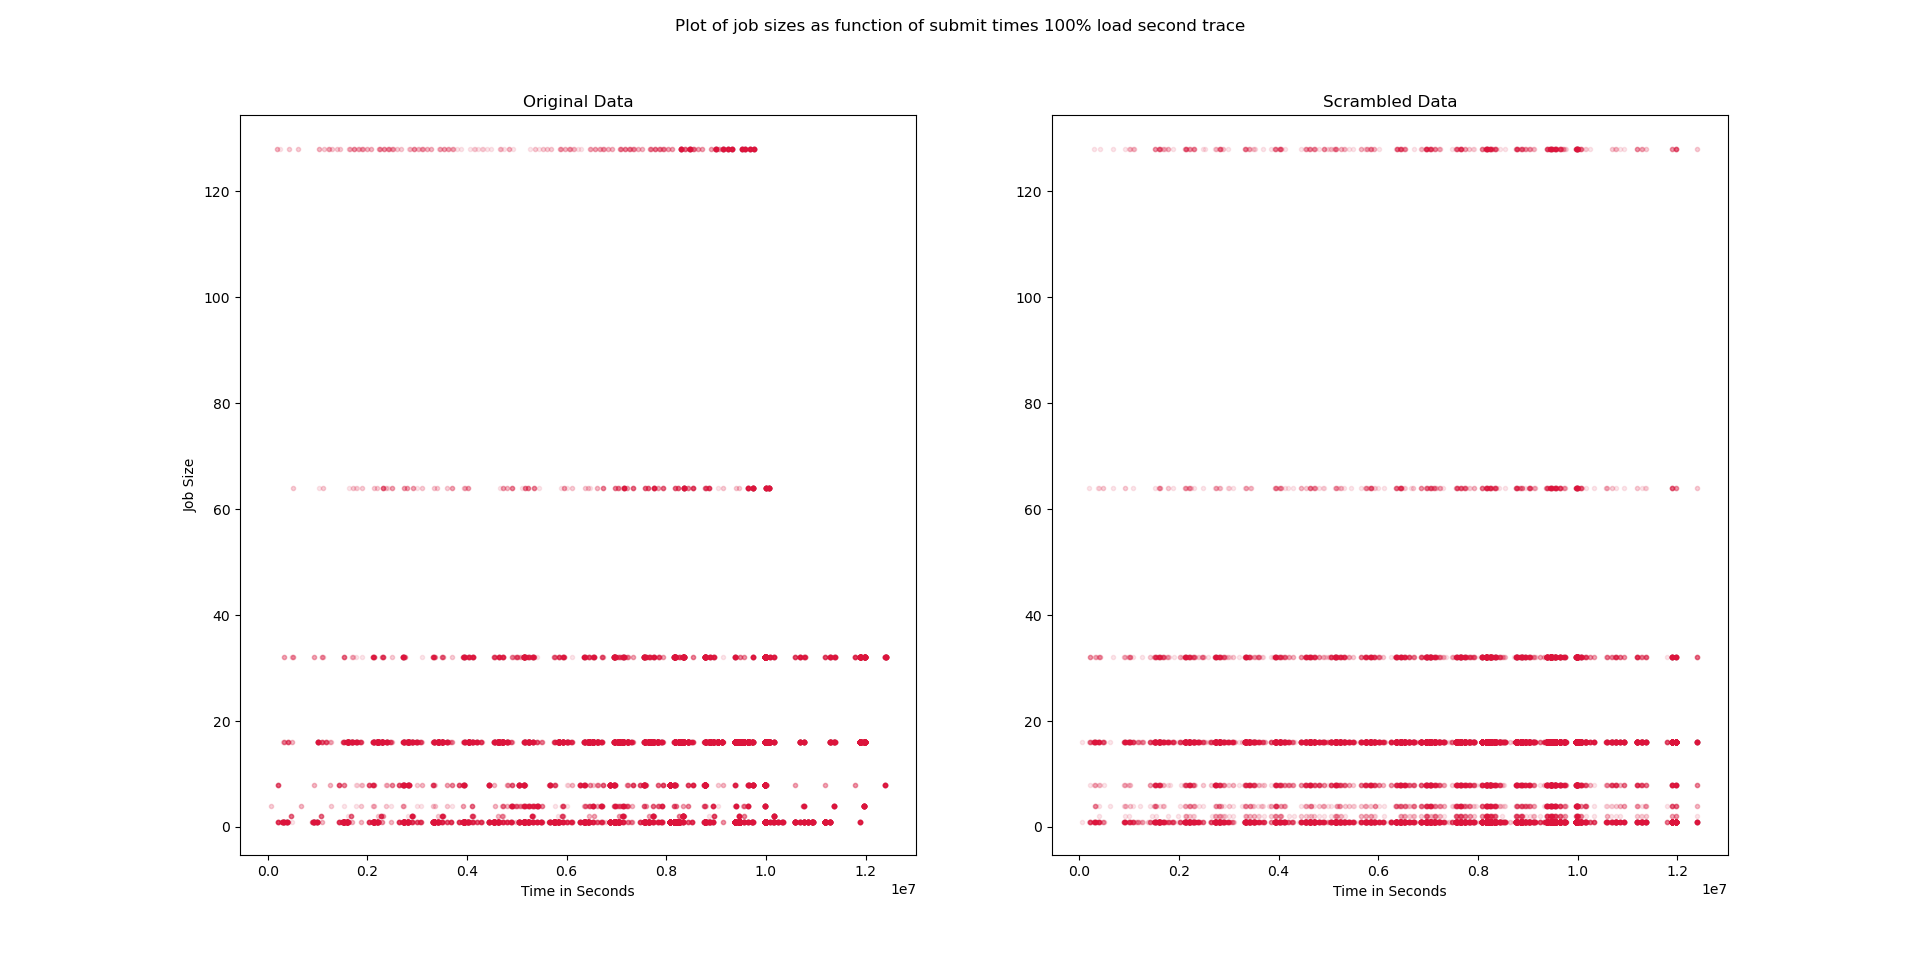 Plot of job sizes as function of submit times 100% load second trace
Original Data
120
100
80
60
40
20
0
Job Size
0.0 0.2 0.4 0.6 0.8 1.0 1.2
1e7
Time in Seconds
Scrambled Data
120
100
80
60
40
20
0
0.0 0.2 0.4 0.6 0.8 1.0 1.2
1e7
Time in Seconds